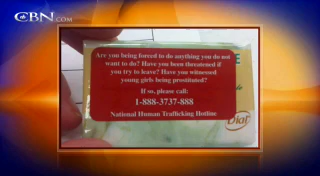 CBN.COM
Are you being forced to do anything you do not
want to do? Have you been threatened if
you try to leave? Have you witnessed
young girls being prostituted?
If so, please call:
1-888-3737-888
National Human Trafficking Hotline
Dial